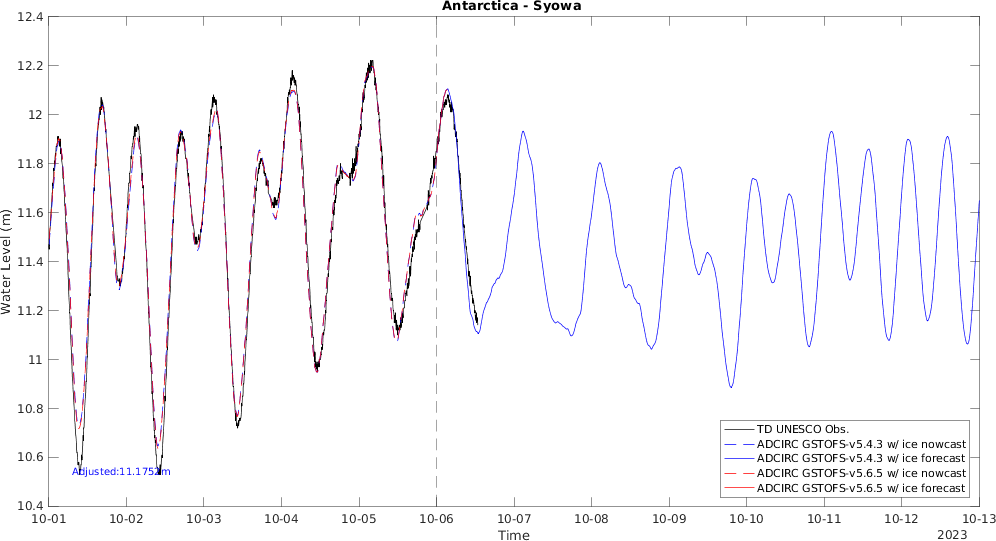 Antarctica - Syowa
12.4
12.2
12
11.8
11.6
11.4
11.2
11
10.8
10.6
10.4
Water Level (m)
Adjusted:11.1752m
TD UNESCO Obs.
ADCIRC GSTOFS-v5.4.3 w/ ice nowcast
ADCIRC GSTOFS-v5.4.3 w/ ice forecast
ADCIRC GSTOFS-v5.6.5 w/ ice nowcast
ADCIRC GSTOFS-v5.6.5 w/ ice forecast
10-01 10-02 10-03 10-04 10-05 10-06 10-07 10-08 10-09 10-10 10-11 10-12 10-13
Time
2023